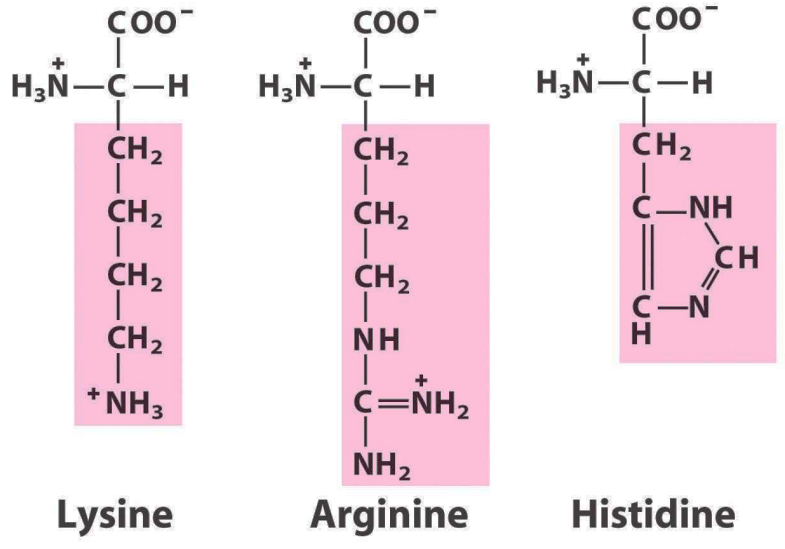 COO⁻
H₃N⁺—C—H
CH₂
CH₂
CH₂
CH₂
⁺NH₃
Lysine
COO⁻
H₃N⁺—C—H
CH₂
CH₂
CH₂
NH
C=N⁺H₂
NH₂
Arginine
COO⁻
H₃N⁺—C—H
CH₂
C—NH
CH
C—N
H
Histidine